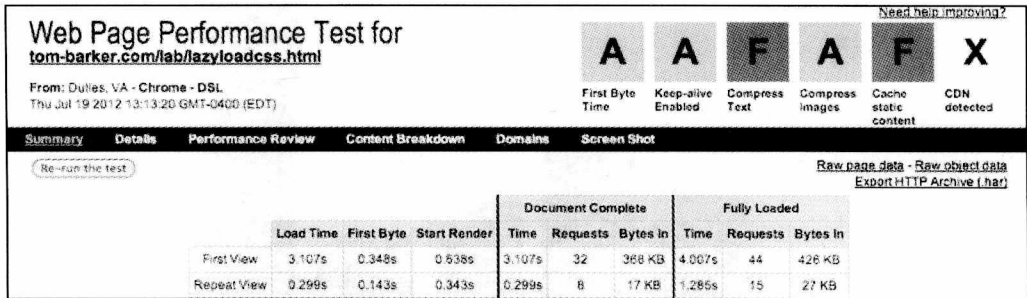 Need help improving?
Web Page Performance Test for
tom-barker.com/lab/lazyloadcss.html
From: Dulles, VA - Chrome - DSL
Thu Jul 19 2012 13:13:20 GMT-0400 (EDT)
A A F A F X
First Byte Time
Keep-alive Enabled
Compress Text
Compress Images
Cache static content
CDN detected
Summary Details Performance Review Content Breakdown Domains Screen Shot
Re-run the test
Raw page data - Raw object data
Export HTTP Archive (.har)
Document Complete Fully Loaded
Load Time First Byte Start Render Time Requests Bytes In Time Requests Bytes In
First View 3.107s 0.348s 0.638s 3.107s 32 368 KB 4.007s 44 426 KB
Repeat View 0.299s 0.143s 0.343s 0.299s 8 17 KB 1.285s 15 27 KB